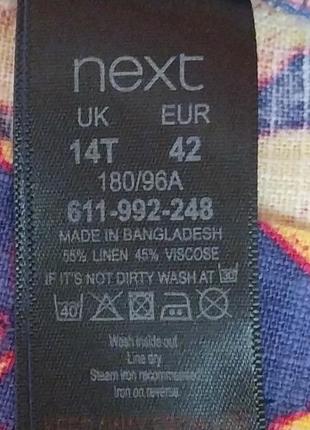 next
UK EUR
14T 42
180/96A
611-992-248
MADE IN BANGLADESH
55% LINEN 45% VISCOSE
IF IT'S NOT DIRTY WASH AT 30
40
Wash inside out
Line dry
Steam iron recommended
Iron on reverse